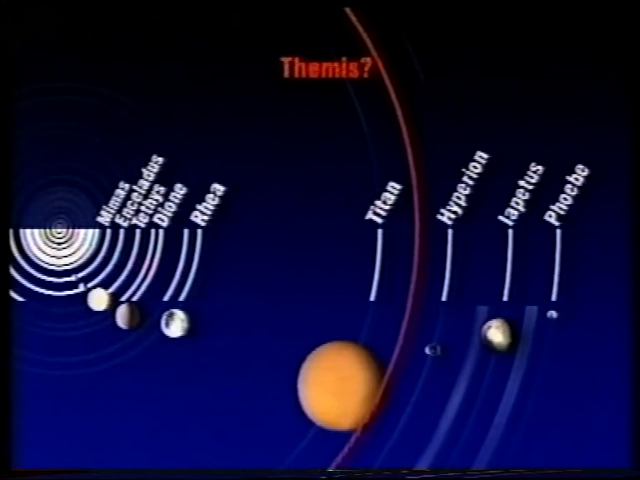 Themis?
Mimas
Enceladus
Tethys
Dione
Rhea
Titan
Hyperion
Iapetus
Phoebe